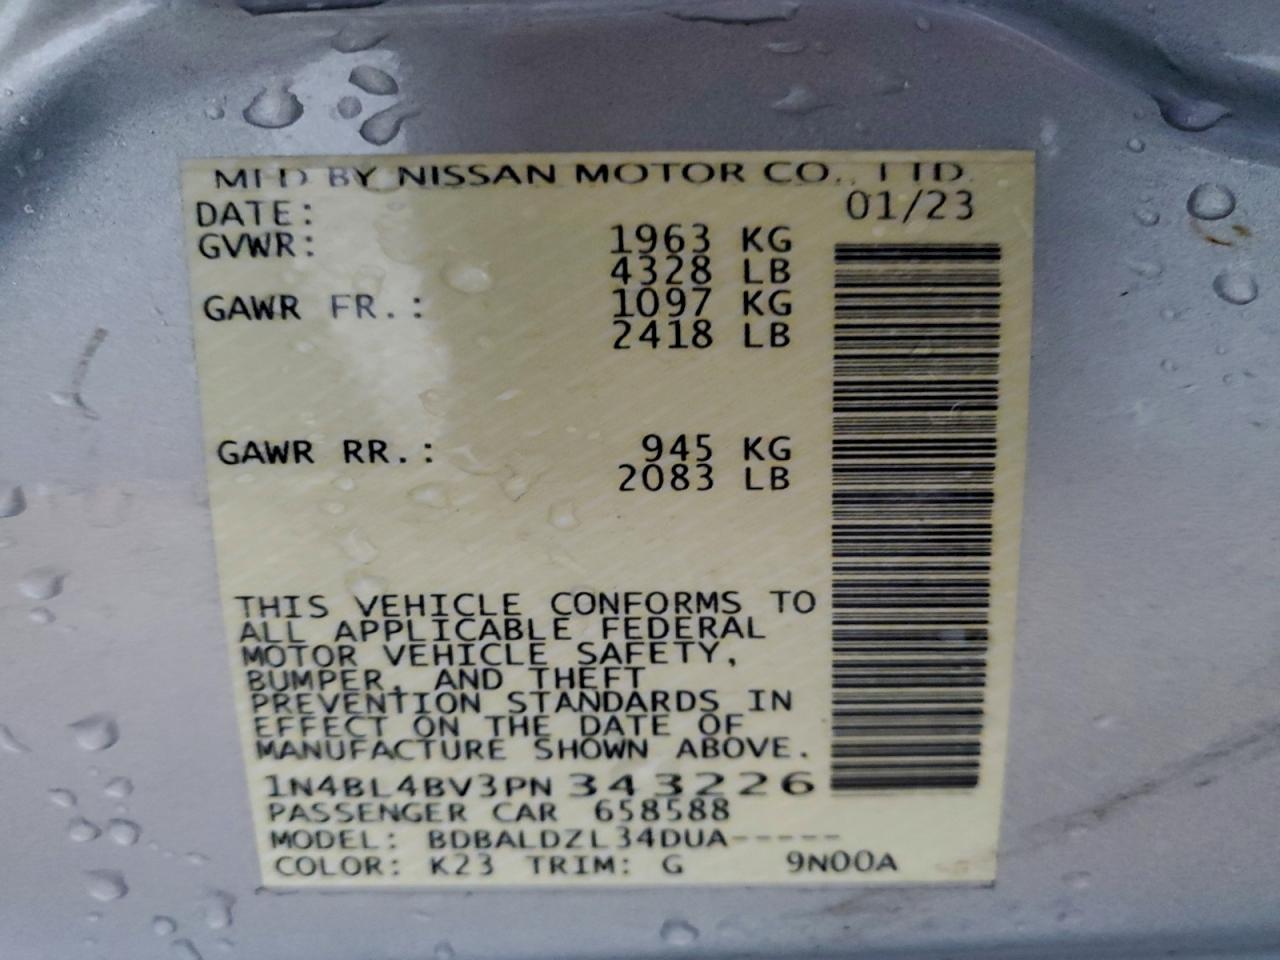 MFD BY NISSAN MOTOR CO., LTD.
DATE: 01/23
GVWR: 1963 KG
4328 LB
GAWR FR.: 1097 KG
2418 LB
GAWR RR.: 945 KG
2083 LB
THIS VEHICLE CONFORMS TO
ALL APPLICABLE FEDERAL
MOTOR VEHICLE SAFETY,
BUMPER, AND THEFT
PREVENTION STANDARDS IN
EFFECT ON THE DATE OF
MANUFACTURE SHOWN ABOVE.
1N4BL4BV3PN343226
PASSENGER CAR 658588
MODEL: BDBALDZL34DUA-----
COLOR: K23 TRIM: G 9N00A